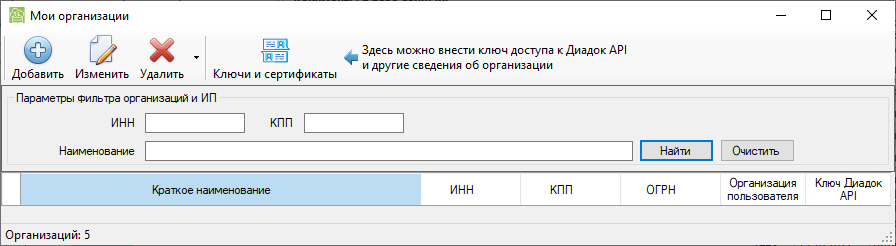 Мои организации
Добавить
Изменить
Удалить
Ключи и сертификаты
Здесь можно внести ключ доступа к Диадок API
и другие сведения об организации
Параметры фильтра организаций и ИП
ИНН
КПП
Наименование
Найти
Очистить
Краткое наименование
ИНН
КПП
ОГРН
Организация
пользователя
Ключ Диадок
API
Организаций: 5